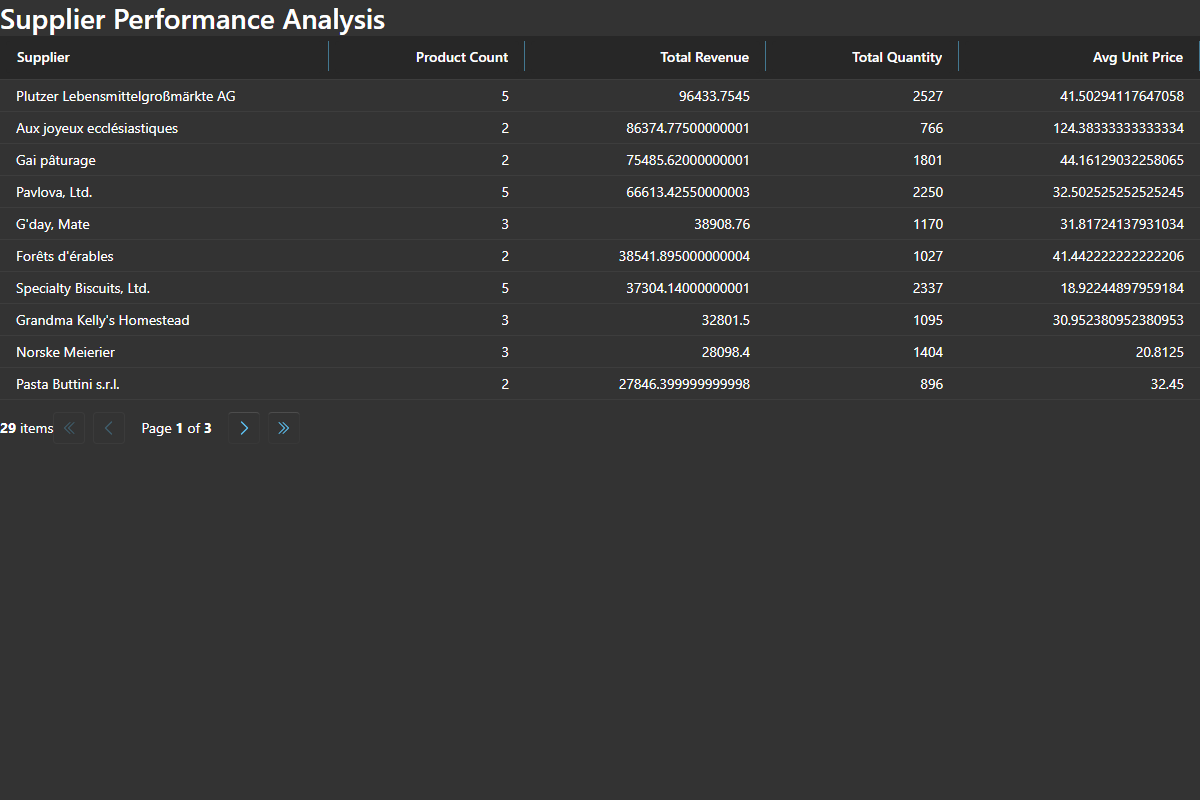 Supplier Performance Analysis
Supplier Product Count Total Revenue Total Quantity Avg Unit Price
Plutzer Lebensmittelgroßmärkte AG 5 96433.7545 2527 41.50294117647058
Aux joyeux ecclésiastiques 2 86374.77500000001 766 124.38333333333334
Gai pâturage 2 75485.62000000001 1801 44.16129032258065
Pavlova, Ltd. 5 66613.42550000003 2250 32.502525252525245
G'day, Mate 3 38908.76 1170 31.81724137931034
Forêts d'érables 2 38541.895000000004 1027 41.442222222222206
Specialty Biscuits, Ltd. 5 37304.14000000001 2337 18.92244897959184
Grandma Kelly's Homestead 3 32801.5 1095 30.952380952380953
Norske Meierier 3 28098.4 1404 20.8125
Pasta Buttini s.r.l. 2 27846.399999999998 896 32.45
29 items Page 1 of 3